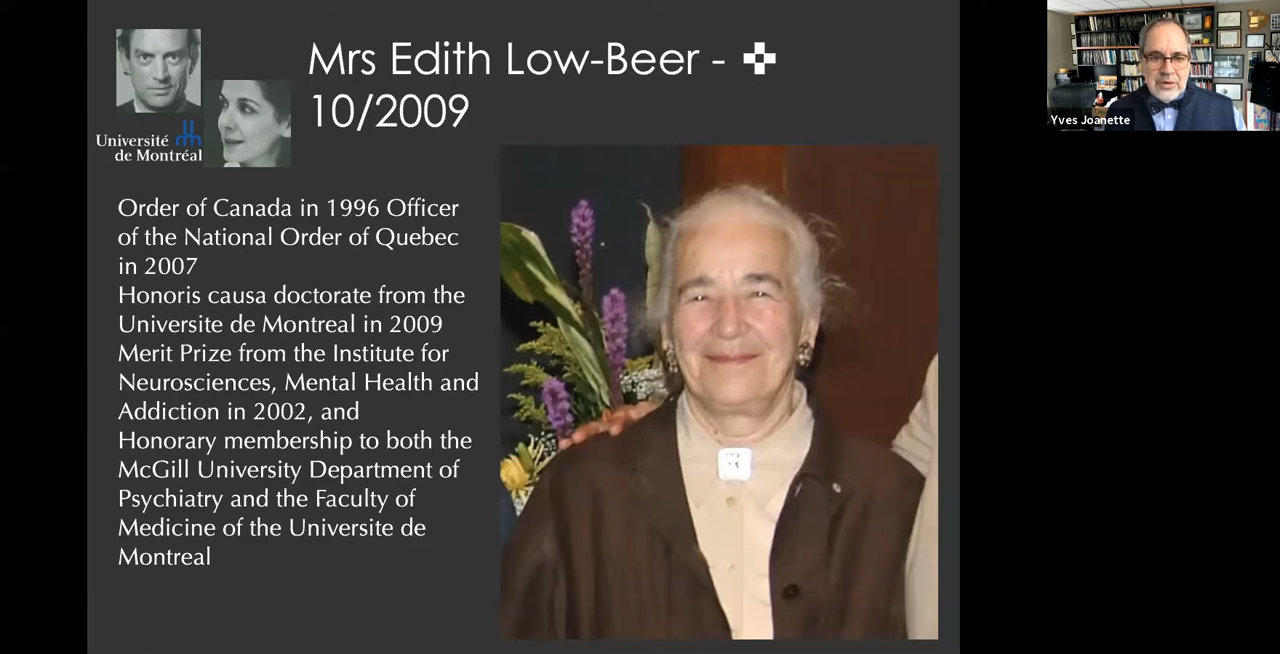 Mrs Edith Low-Beer - ✜
10/2009
Université
de Montréal
Order of Canada in 1996 Officer
of the National Order of Quebec
in 2007
Honoris causa doctorate from the
Universite de Montreal in 2009
Merit Prize from the Institute for
Neurosciences, Mental Health and
Addiction in 2002, and
Honorary membership to both the
McGill University Department of
Psychiatry and the Faculty of
Medicine of the Universite de
Montreal
Yves Joanette